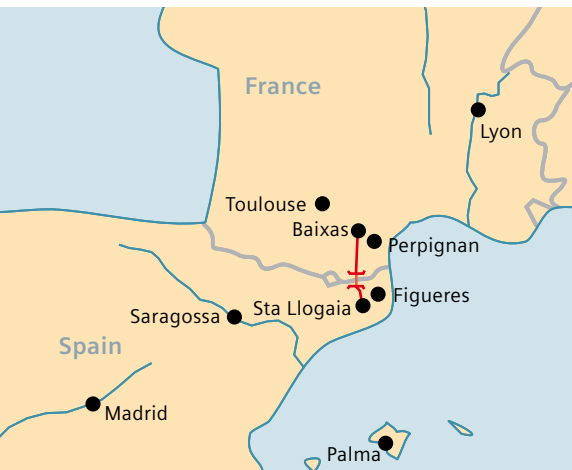 France
Lyon
Toulouse
Baixas
Perpignan
Figueres
Sta Llogaia
Saragossa
Spain
Madrid
Palma